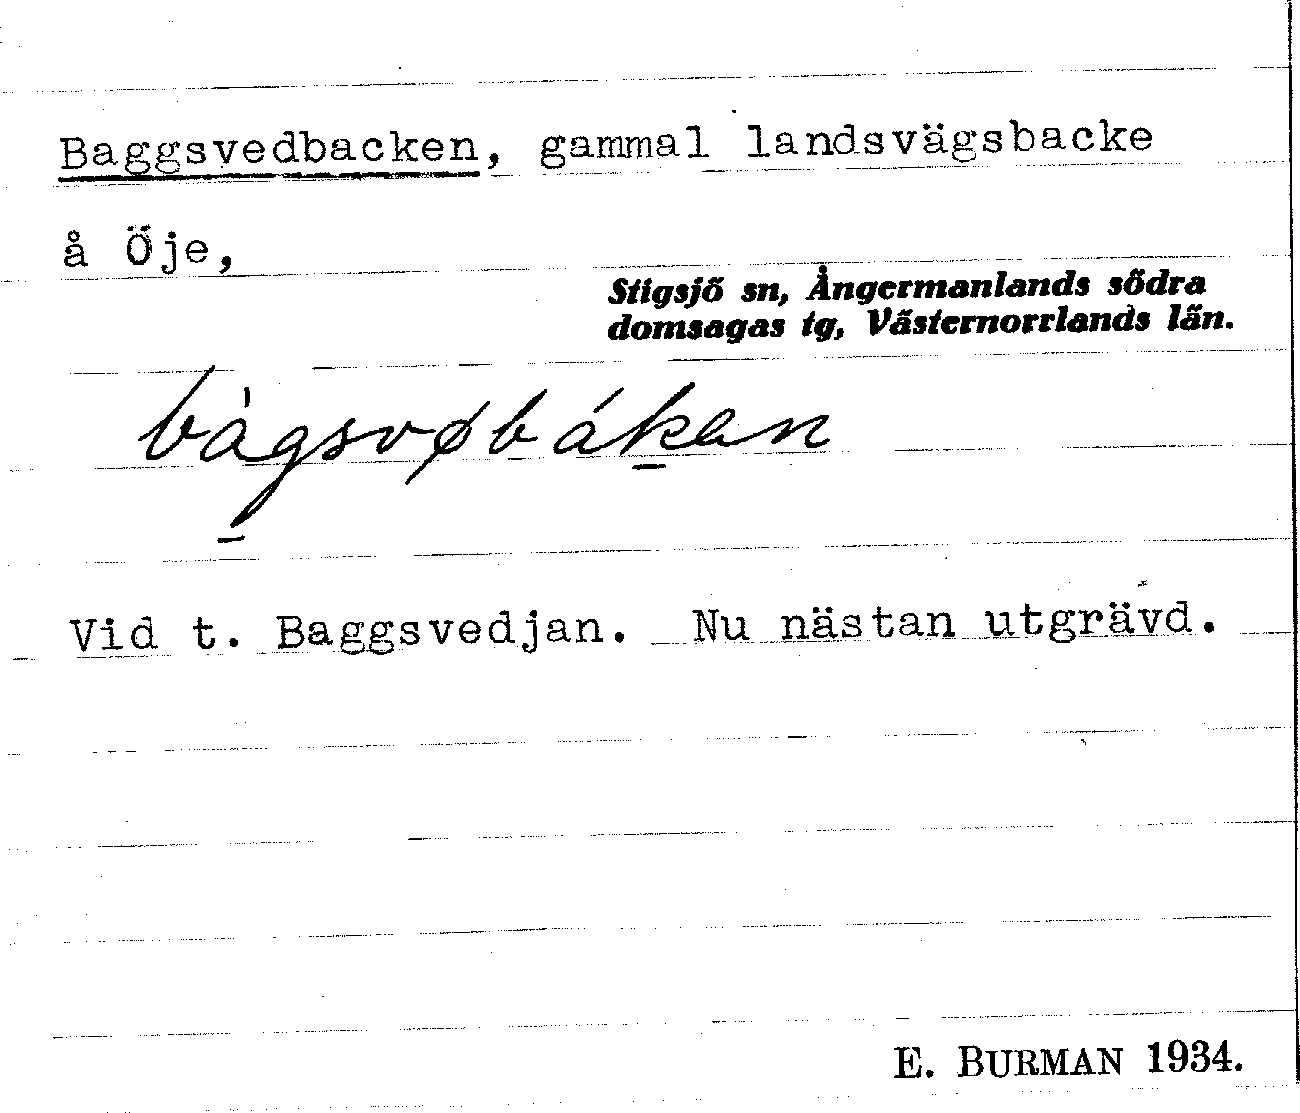 Baggsvedbacken, gammal landsvägsbacke
å Öje,
Stigsjö sn, Ångermanlands södra
domsagas tg, Västernorrlands län.
bàgsvøbákan
Vid t. Baggsvedjan. Nu nästan utgrävd.
E. BURMAN 1934.